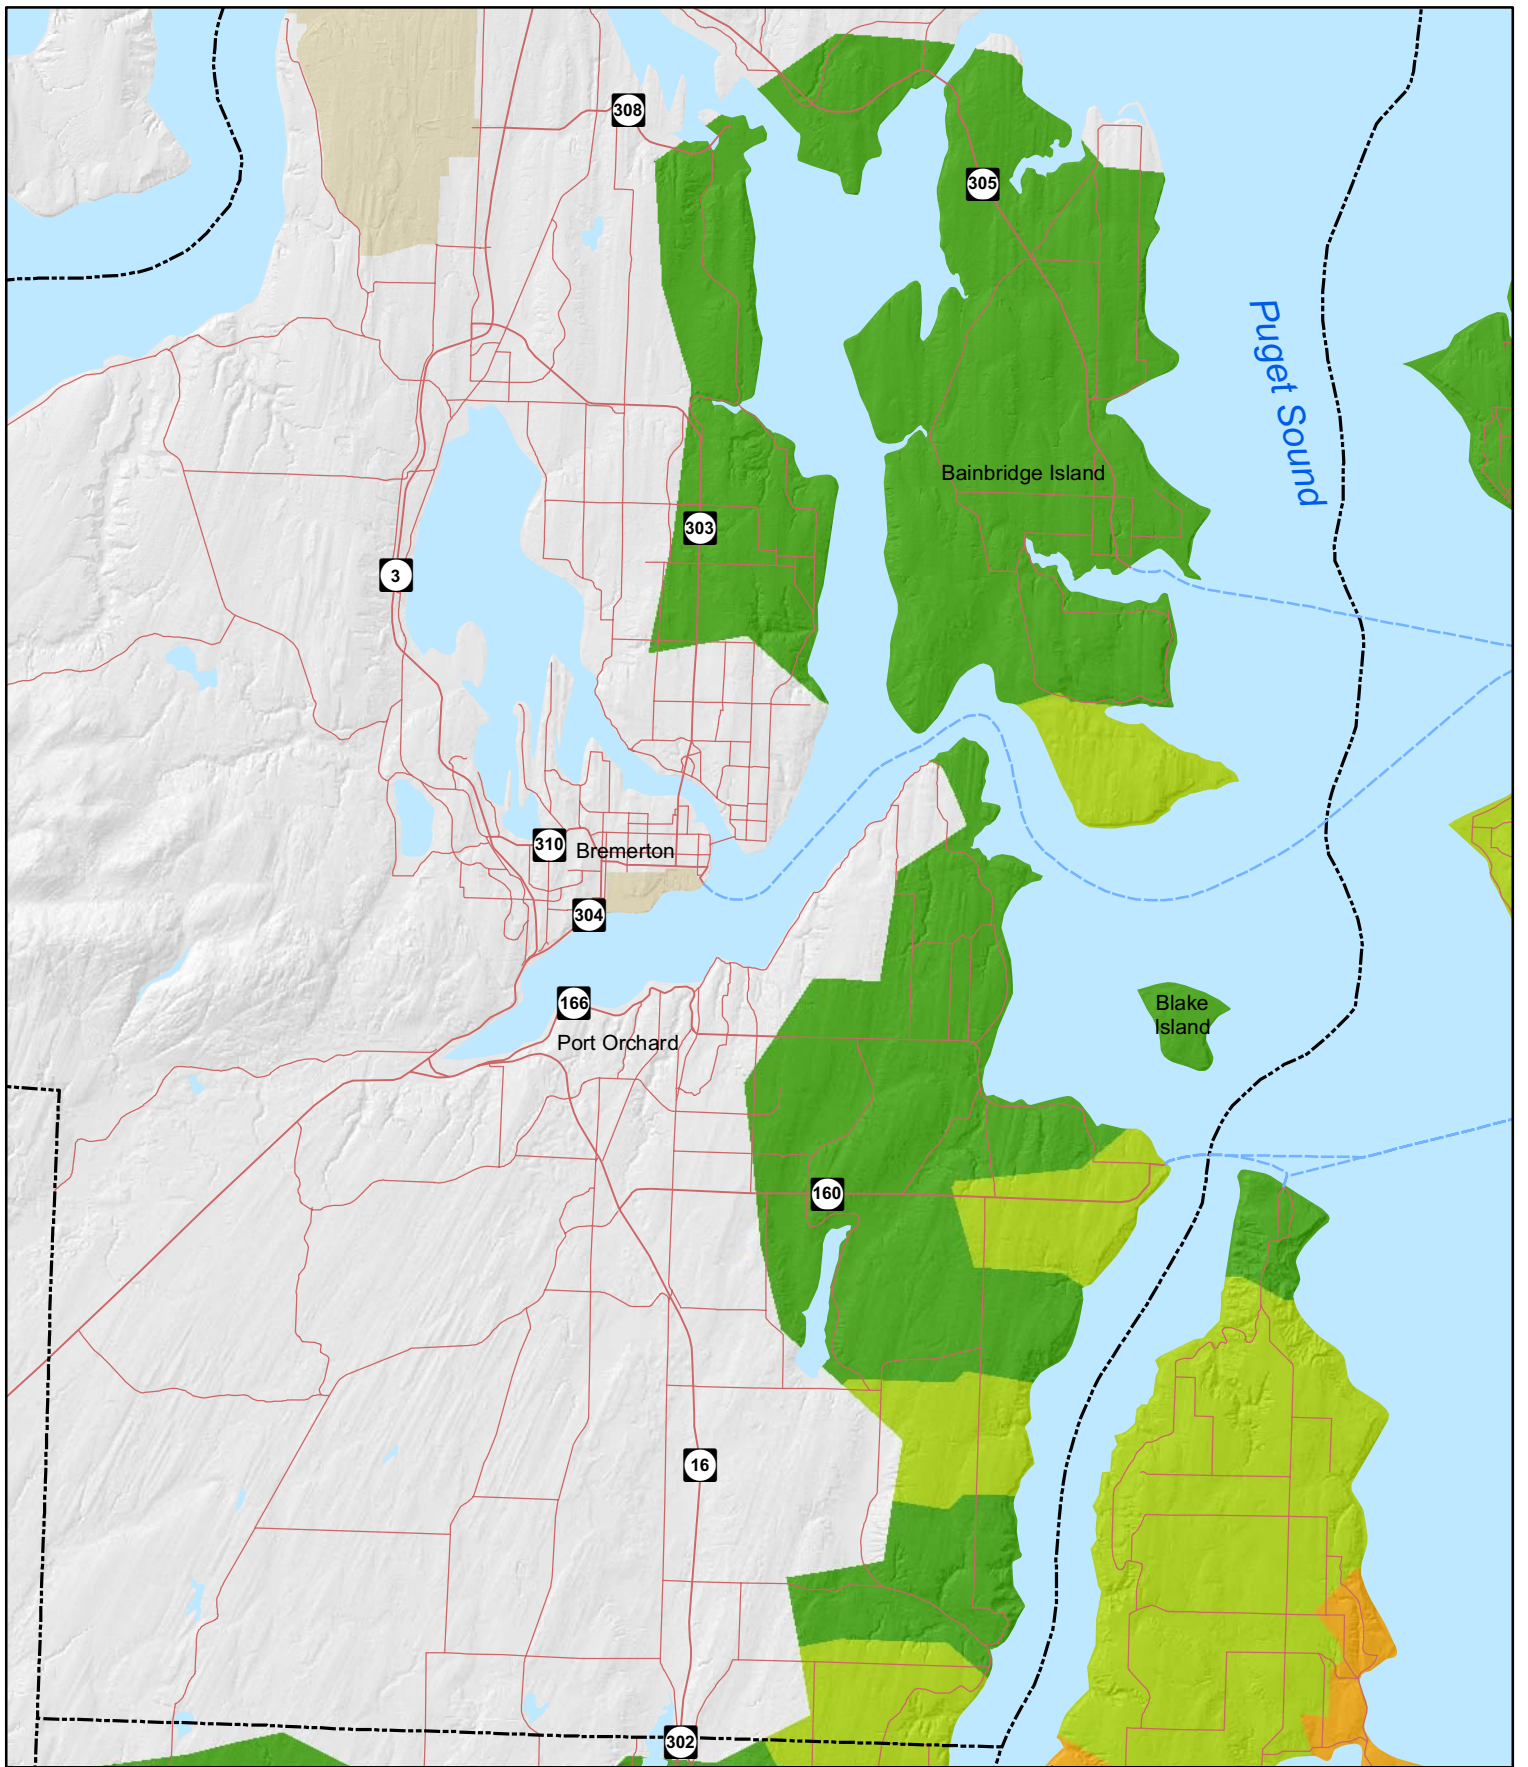 308
305
Puget Sound
Bainbridge Island
303
3
310
Bremerton
304
166
Port Orchard
Blake
Island
160
16
302